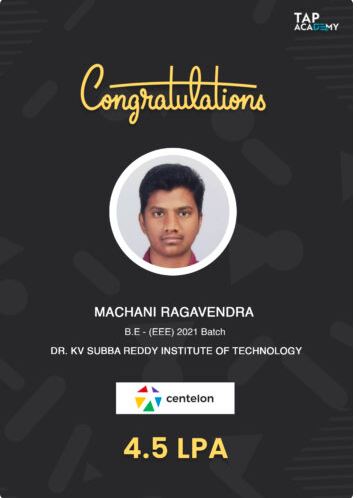 TAP
ACADEMY
Congratulations
MACHANI RAGAVENDRA
B.E - (EEE) 2021 Batch
DR. KV SUBBA REDDY INSTITUTE OF TECHNOLOGY
centelon
4.5 LPA